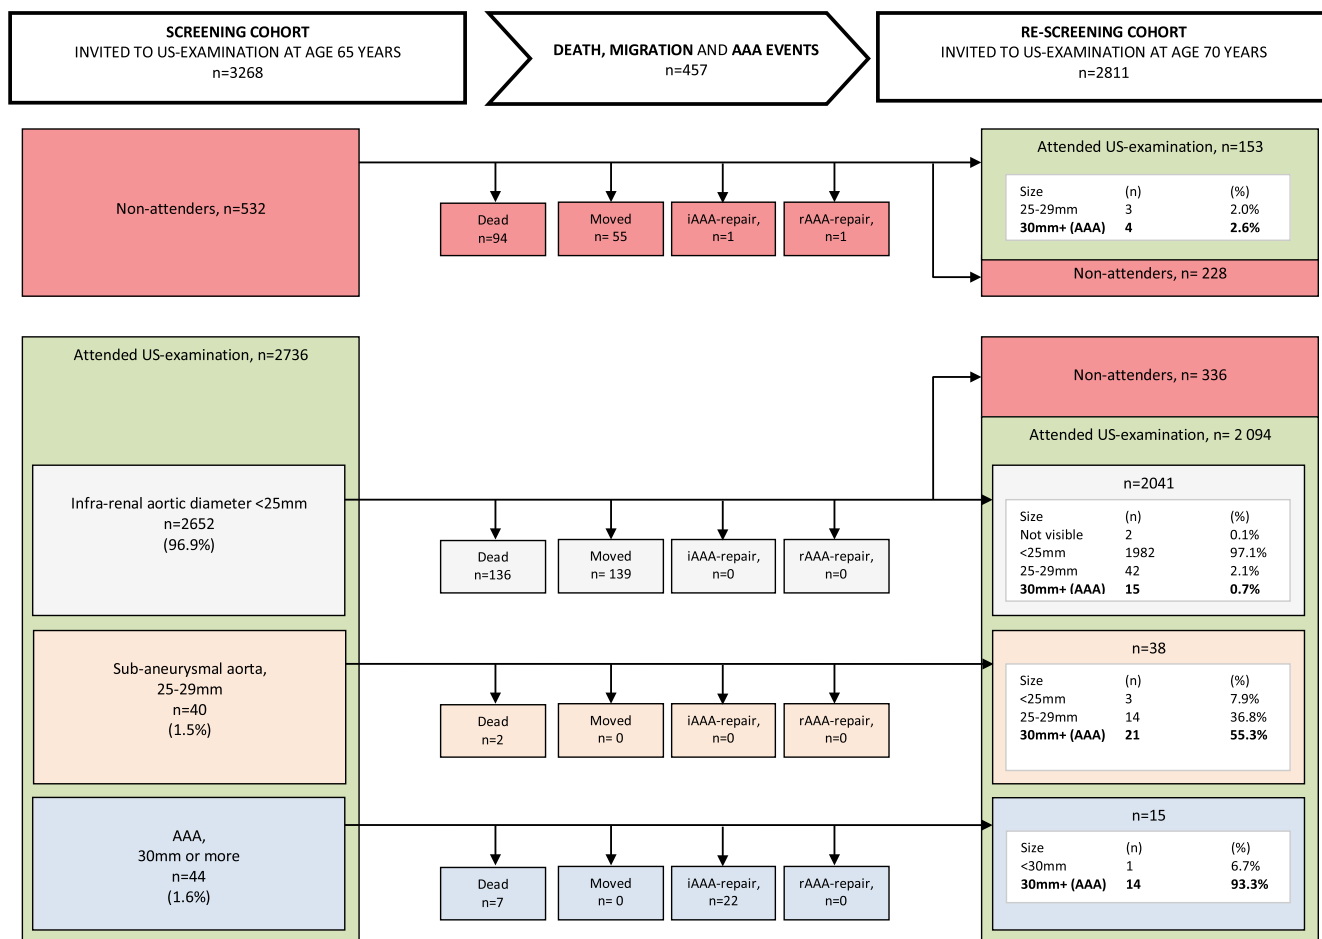 SCREENING COHORT
INVITED TO US-EXAMINATION AT AGE 65 YEARS
n=3268
DEATH, MIGRATION AND AAA EVENTS
n=457
RE-SCREENING COHORT
INVITED TO US-EXAMINATION AT AGE 70 YEARS
n=2811
Non-attenders, n=532
Dead
n=94
Moved
n= 55
iAAA-repair,
n=1
rAAA-repair,
n=1
Attended US-examination, n=153
Size (n) (%)
25-29mm 3 2.0%
30mm+ (AAA) 4 2.6%
Non-attenders, n= 228
Attended US-examination, n=2736
Non-attenders, n= 336
Attended US-examination, n= 2 094
Infra-renal aortic diameter <25mm
n=2652
(96.9%)
Dead
n=136
Moved
n= 139
iAAA-repair,
n=0
rAAA-repair,
n=0
n=2041
Size (n) (%)
Not visible 2 0.1%
<25mm 1982 97.1%
25-29mm 42 2.1%
30mm+ (AAA) 15 0.7%
Sub-aneurysmal aorta,
25-29mm
n=40
(1.5%)
Dead
n=2
Moved
n= 0
iAAA-repair,
n=0
rAAA-repair,
n=0
n=38
Size (n) (%)
<25mm 3 7.9%
25-29mm 14 36.8%
30mm+ (AAA) 21 55.3%
AAA,
30mm or more
n=44
(1.6%)
Dead
n=7
Moved
n= 0
iAAA-repair,
n=22
rAAA-repair,
n=0
n=15
Size (n) (%)
<30mm 1 6.7%
30mm+ (AAA) 14 93.3%